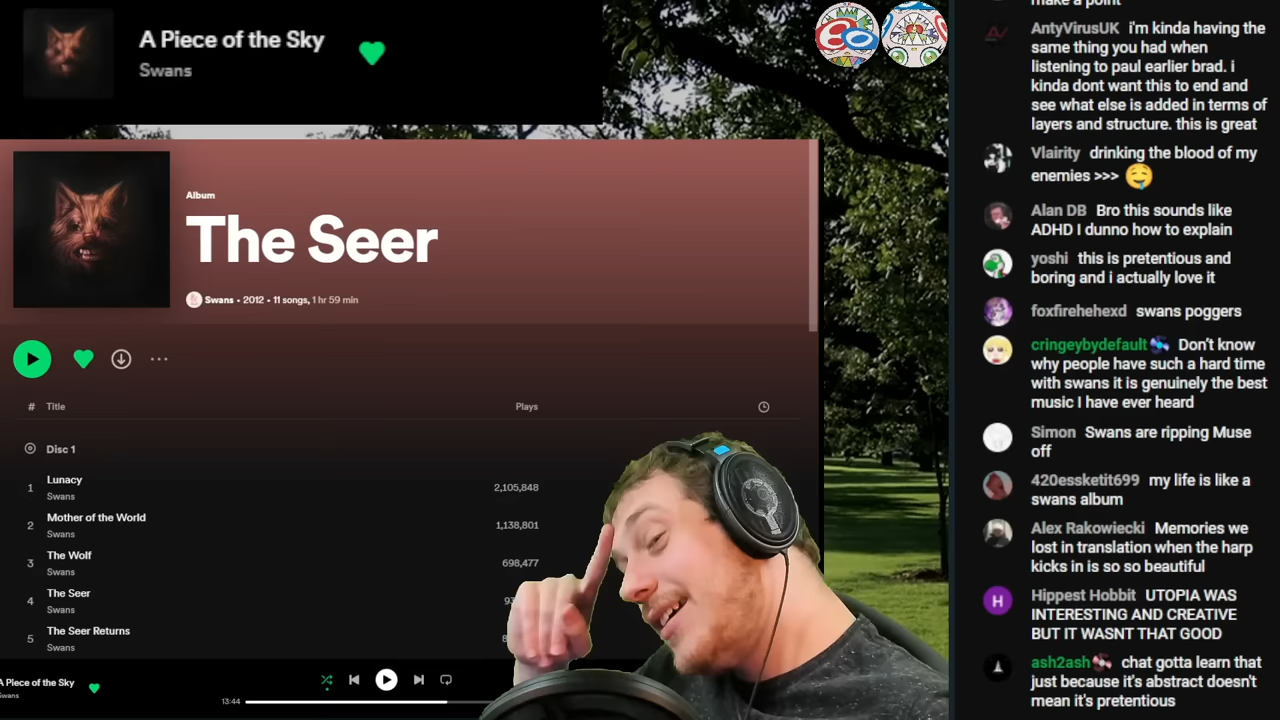 A Piece of the Sky
Swans
Album
The Seer
Swans • 2012 • 11 songs, 1 hr 59 min
# Title Plays
Disc 1
1 Lunacy 2,105,848
Swans
2 Mother of the World 1,138,801
Swans
3 The Wolf 698,477
Swans
4 The Seer
Swans
5 The Seer Returns
Swans
A Piece of the Sky
Swans
13:44
make a point
AntyVirusUK i'm kinda having the
same thing you had when
listening to paul earlier brad. i
kinda dont want this to end and
see what else is added in terms of
layers and structure. this is great
Vlairity drinking the blood of my
enemies >>> 🤤
Alan DB Bro this sounds like
ADHD I dunno how to explain
yoshi this is pretentious and
boring and i actually love it
foxfirehehexd swans poggers
cringeybydefault Don't know
why people have such a hard time
with swans it is genuinely the best
music I have ever heard
Simon Swans are ripping Muse
off
420essketit699 my life is like a
swans album
Alex Rakowiecki Memories we
lost in translation when the harp
kicks in is so so beautiful
H
Hippest Hobbit UTOPIA WAS
INTERESTING AND CREATIVE
BUT IT WASNT THAT GOOD
ash2ash chat gotta learn that
just because it's abstract doesn't
mean it's pretentious